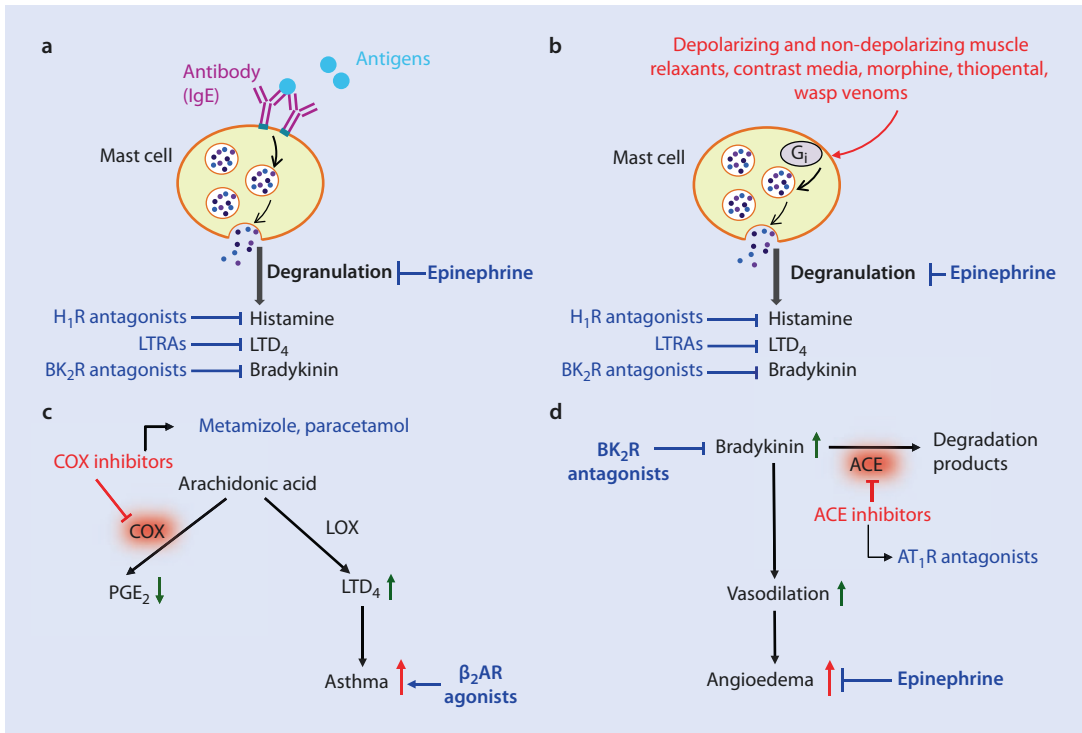 a
Antibody
(IgE)
Antigens
Mast cell
Degranulation
Epinephrine
H₁R antagonists
Histamine
LTRAs
LTD₄
BK₂R antagonists
Bradykinin
b
Depolarizing and non-depolarizing muscle
relaxants, contrast media, morphine, thiopental,
wasp venoms
Mast cell
Gᵢ
Degranulation
Epinephrine
H₁R antagonists
Histamine
LTRAs
LTD₄
BK₂R antagonists
Bradykinin
c
Metamizole, paracetamol
COX inhibitors
Arachidonic acid
COX
LOX
PGE₂
LTD₄
Asthma
β₂AR
agonists
d
BK₂R
antagonists
Bradykinin
ACE
Degradation
products
ACE inhibitors
AT₁R antagonists
Vasodilation
Angioedema
Epinephrine